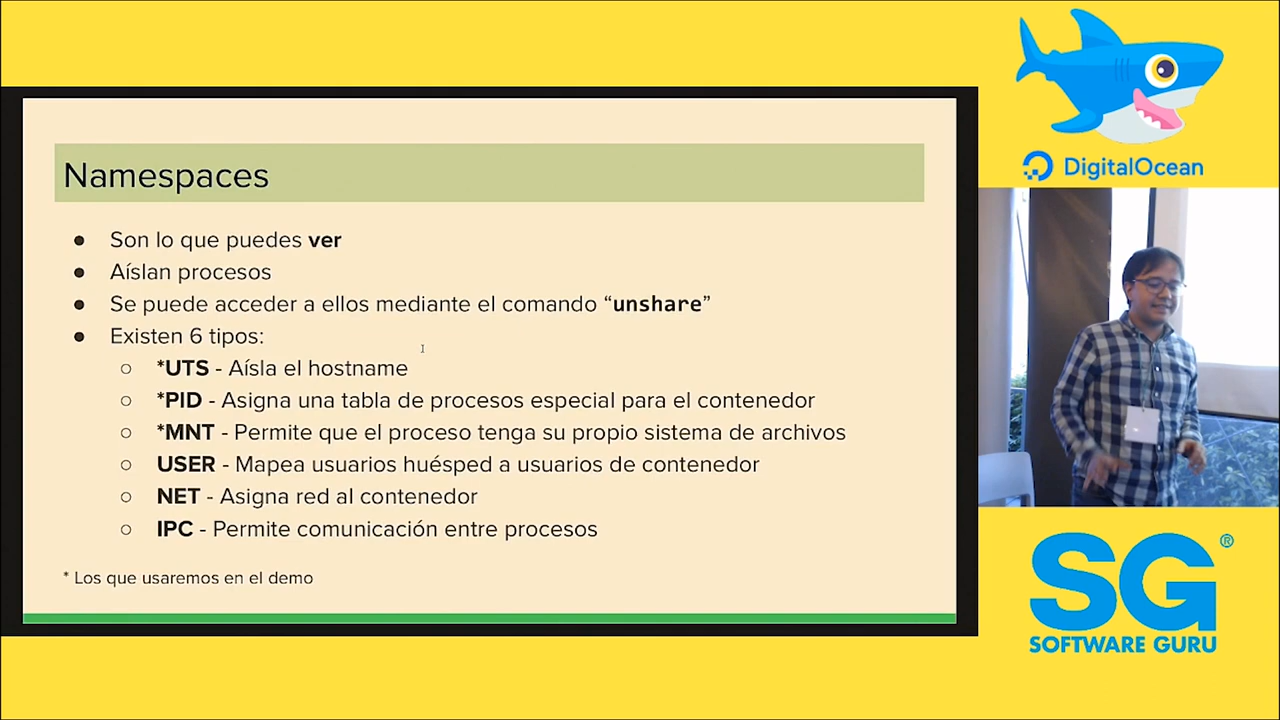 Namespaces
● Son lo que puedes ver
● Aíslan procesos
● Se puede acceder a ellos mediante el comando “unshare”
● Existen 6 tipos:
○ *UTS - Aísla el hostname
○ *PID - Asigna una tabla de procesos especial para el contenedor
○ *MNT - Permite que el proceso tenga su propio sistema de archivos
○ USER - Mapea usuarios huésped a usuarios de contenedor
○ NET - Asigna red al contenedor
○ IPC - Permite comunicación entre procesos
* Los que usaremos en el demo
DigitalOcean
SG®
SOFTWARE GURU